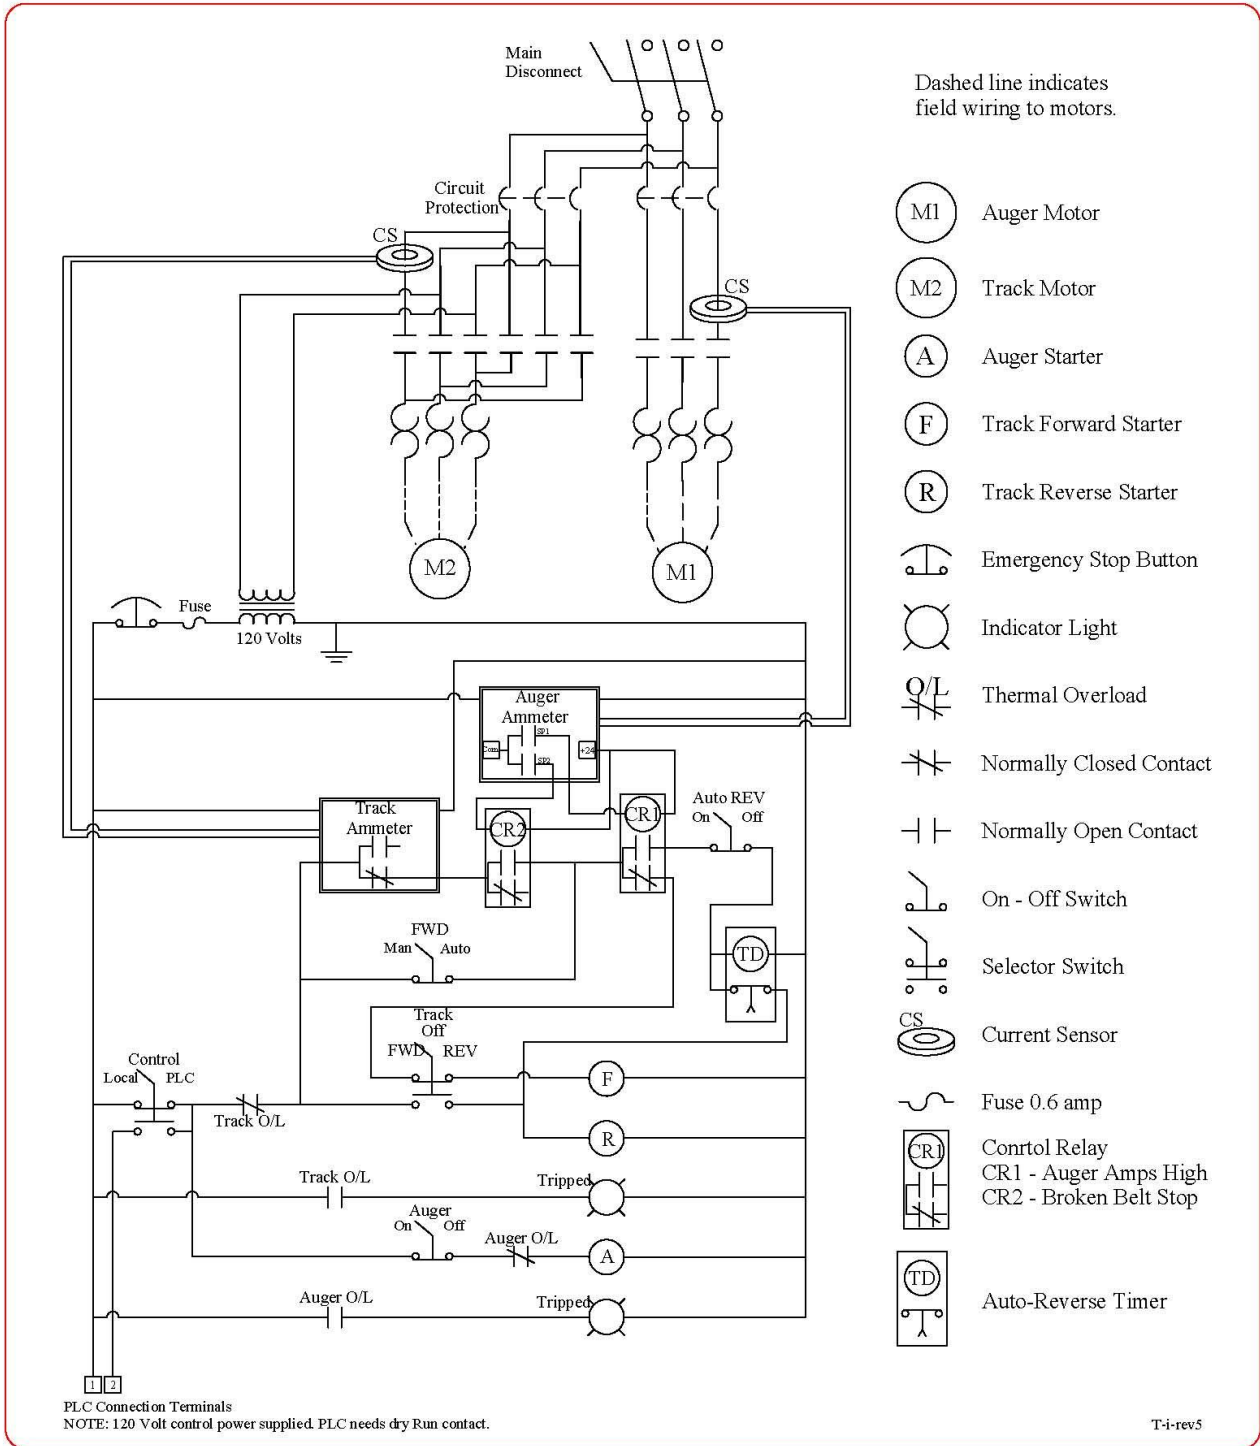 Main
Disconnect
Dashed line indicates
field wiring to motors.
Circuit
Protection
CS
CS
M2
M1
Fuse
120 Volts
Auger
Ammeter
SP1
Com
+24
SP2
Track
Ammeter
CR2
CR1
Auto REV
On Off
FWD
Man Auto
TD
Track
Off
FWD REV
Control
Local PLC
F
Track O/L
R
Track O/L
Tripped
Auger
On Off
Auger O/L
A
Auger O/L
Tripped
1 2
PLC Connection Terminals
NOTE: 120 Volt control power supplied. PLC needs dry Run contact.
M1 Auger Motor
M2 Track Motor
A Auger Starter
F Track Forward Starter
R Track Reverse Starter
Emergency Stop Button
Indicator Light
O/L Thermal Overload
Normally Closed Contact
Normally Open Contact
On - Off Switch
Selector Switch
CS Current Sensor
Fuse 0.6 amp
CR1 Conrtol Relay
CR1 - Auger Amps High
CR2 - Broken Belt Stop
TD
Auto-Reverse Timer
T-i-rev5